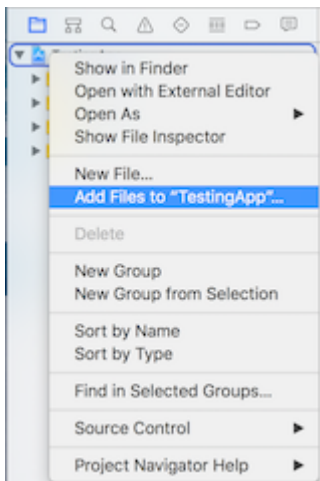 Show in Finder
Open with External Editor
Open As
Show File Inspector
New File...
Add Files to “TestingApp”...
Delete
New Group
New Group from Selection
Sort by Name
Sort by Type
Find in Selected Groups...
Source Control
Project Navigator Help